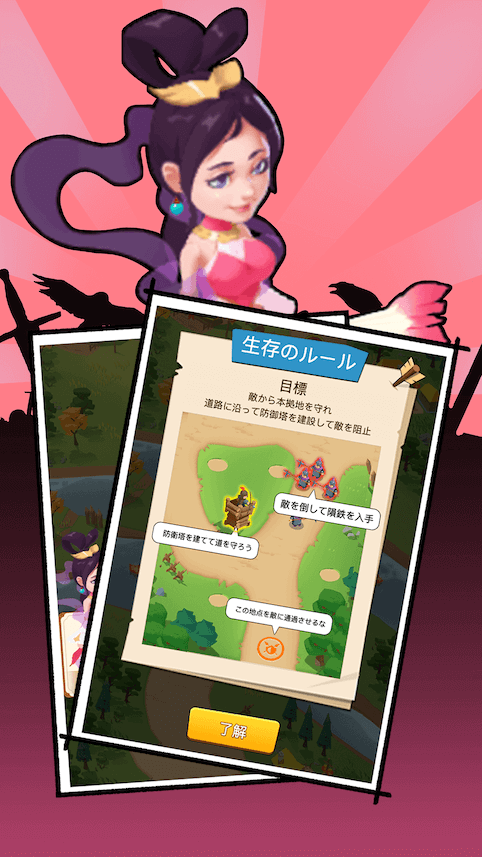 生存のルール
目標
敵から本拠地を守れ
道路に沿って防御塔を建設して敵を阻止
敵を倒して隕鉄を入手
防衛塔を建てて道を守ろう
この地点を敵に通過させるな
了解